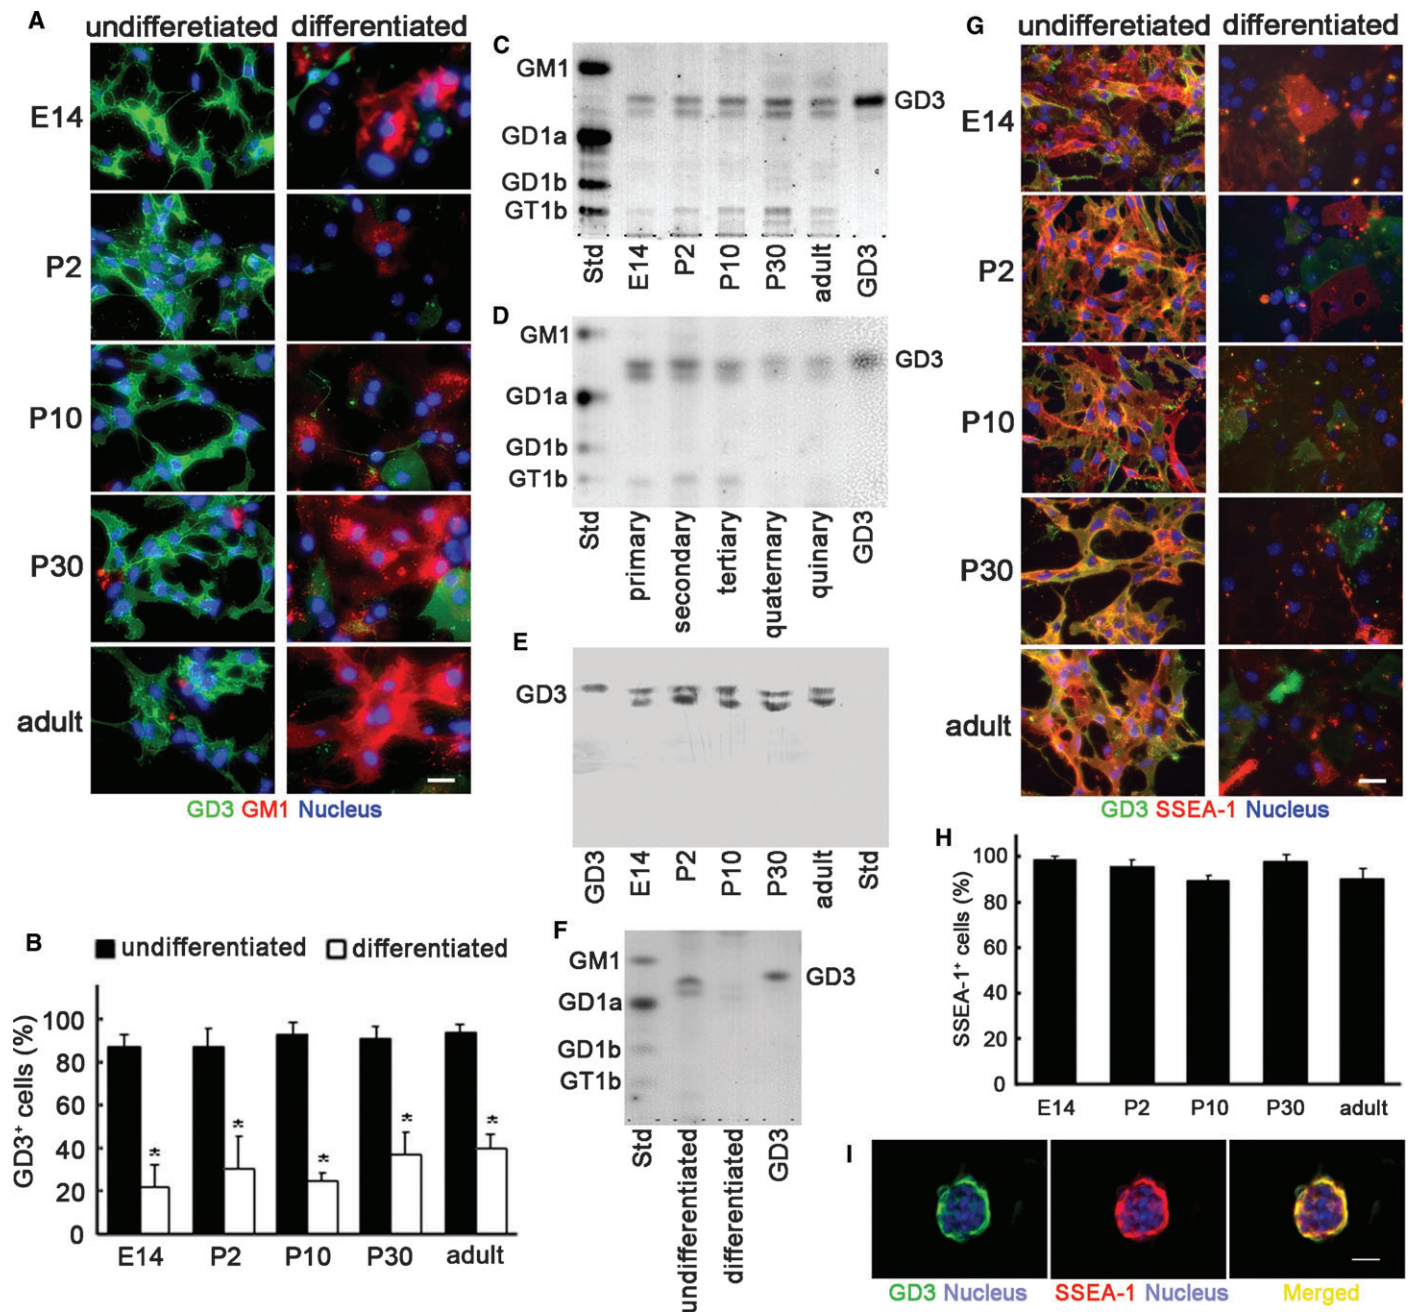 A
undifferetiated differentiated
E14
P2
P10
P30
adult
GD3 GM1 Nucleus
B
undifferentiated differentiated
GD3+ cells (%)
100
80
60
40
20
0
* * * * *
E14 P2 P10 P30 adult
C
GM1
GD1a
GD1b
GT1b
GD3
Std E14 P2 P10 P30 adult GD3
D
GM1
GD1a
GD1b
GT1b
GD3
Std primary secondary tertiary quaternary quinary GD3
E
GD3
GD3 E14 P2 P10 P30 adult Std
F
GM1
GD1a
GD1b
GT1b
GD3
Std undifferentiated differentiated GD3
G
undifferetiated differentiated
E14
P2
P10
P30
adult
GD3 SSEA-1 Nucleus
H
SSEA-1+ cells (%)
100
80
60
40
20
0
E14 P2 P10 P30 adult
I
GD3 Nucleus SSEA-1 Nucleus Merged